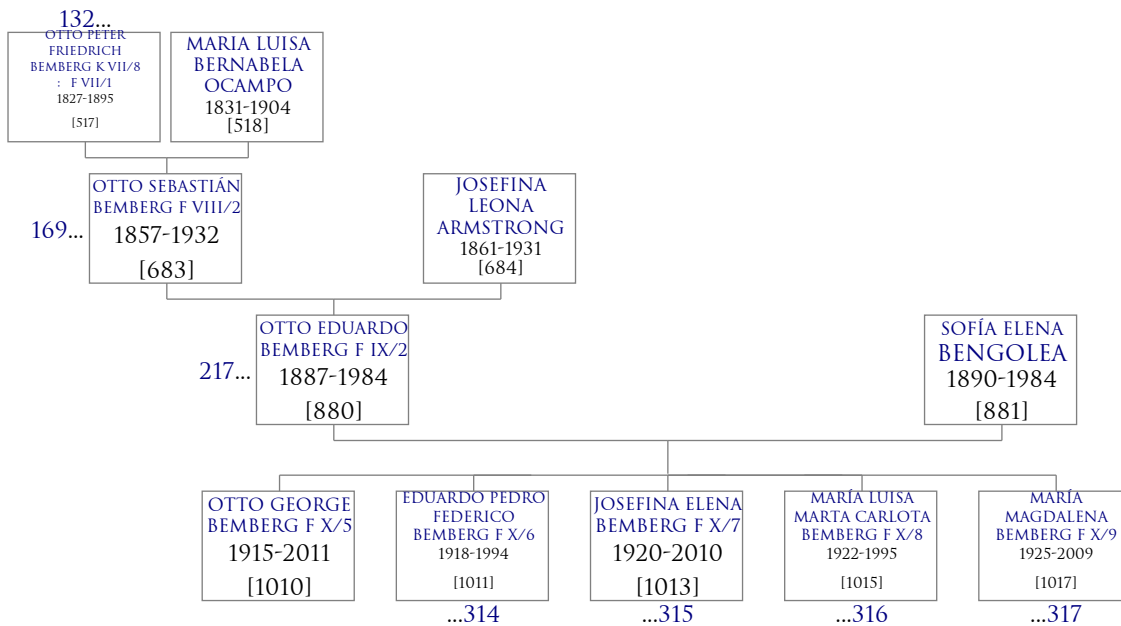 132...
OTTO PETER
FRIEDRICH
BEMBERG K VII/8
: F VII/1
1827-1895
[517]
MARIA LUISA
BERNABELA
OCAMPO
1831-1904
[518]
169...
OTTO SEBASTIÁN
BEMBERG F VIII/2
1857-1932
[683]
JOSEFINA
LEONA
ARMSTRONG
1861-1931
[684]
217...
OTTO EDUARDO
BEMBERG F IX/2
1887-1984
[880]
SOFÍA ELENA
BENGOLEA
1890-1984
[881]
OTTO GEORGE
BEMBERG F X/5
1915-2011
[1010]
EDUARDO PEDRO
FEDERICO
BEMBERG F X/6
1918-1994
[1011]
...314
JOSEFINA ELENA
BEMBERG F X/7
1920-2010
[1013]
...315
MARÍA LUISA
MARTA CARLOTA
BEMBERG F X/8
1922-1995
[1015]
...316
MARÍA
MAGDALENA
BEMBERG F X/9
1925-2009
[1017]
...317